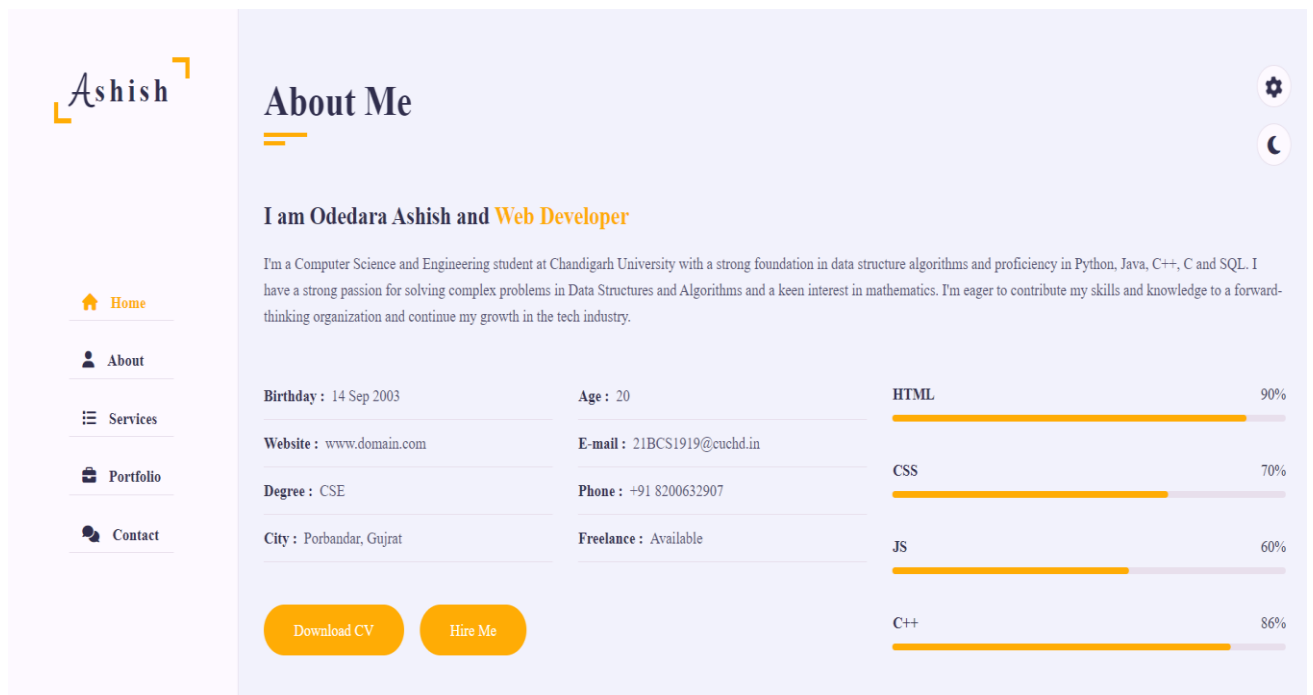 Ashish
Home
About
Services
Portfolio
Contact
About Me
I am Odedara Ashish and Web Developer
I'm a Computer Science and Engineering student at Chandigarh University with a strong foundation in data structure algorithms and proficiency in Python, Java, C++, C and SQL. I
have a strong passion for solving complex problems in Data Structures and Algorithms and a keen interest in mathematics. I'm eager to contribute my skills and knowledge to a forward-
thinking organization and continue my growth in the tech industry.
Birthday : 14 Sep 2003
Age : 20
Website : www.domain.com
E-mail : 21BCS1919@cuchd.in
Degree : CSE
Phone : +91 8200632907
City : Porbandar, Gujrat
Freelance : Available
Download CV
Hire Me
HTML 90%
CSS 70%
JS 60%
C++ 86%